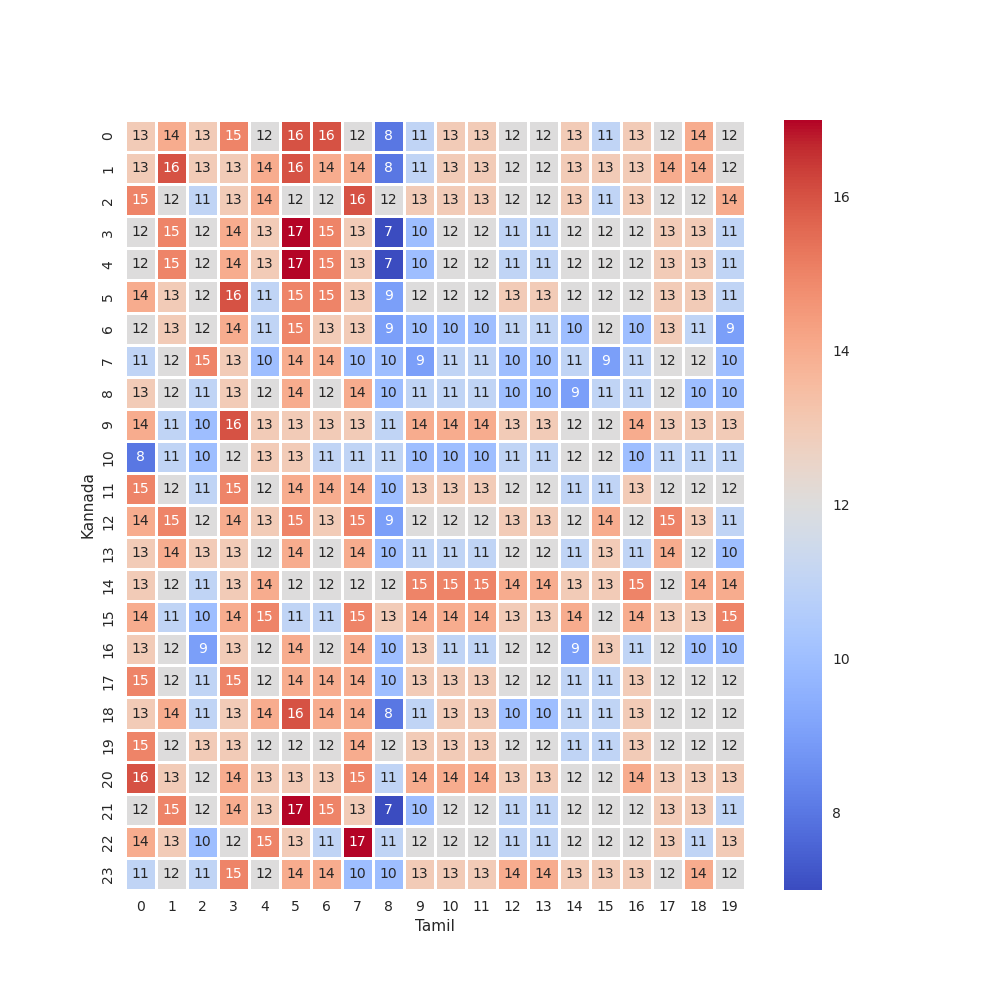 0 13 14 13 15 12 16 16 12 8 11 13 13 12 12 13 11 13 12 14 12
1 13 16 13 13 14 16 14 14 8 11 13 13 12 12 13 13 13 14 14 12
2 15 12 11 13 14 12 12 16 12 13 13 13 12 12 13 11 13 12 12 14
3 12 15 12 14 13 17 15 13 7 10 12 12 11 11 12 12 12 13 13 11
4 12 15 12 14 13 17 15 13 7 10 12 12 11 11 12 12 12 13 13 11
5 14 13 12 16 11 15 15 13 9 12 12 12 13 13 12 12 12 13 13 11
6 12 13 12 14 11 15 13 13 9 10 10 10 11 11 10 12 10 13 11 9
7 11 12 15 13 10 14 14 10 10 9 11 11 10 10 11 9 11 12 12 10
8 13 12 11 13 12 14 12 14 10 11 11 11 10 10 9 11 11 12 10 10
9 14 11 10 16 13 13 13 13 11 14 14 14 13 13 12 12 14 13 13 13
10 8 11 10 12 13 13 11 11 11 10 10 10 11 11 12 12 10 11 11 11
11 15 12 11 15 12 14 14 14 10 13 13 13 12 12 11 11 13 12 12 12
12 14 15 12 14 13 15 13 15 9 12 12 12 13 13 12 14 12 15 13 11
13 13 14 13 13 12 14 12 14 10 11 11 11 12 12 11 13 11 14 12 10
14 13 12 11 13 14 12 12 12 12 15 15 15 14 14 13 13 15 12 14 14
15 14 11 10 14 15 11 11 15 13 14 14 14 13 13 14 12 14 13 13 15
16 13 12 9 13 12 14 12 14 10 13 11 11 12 12 9 13 11 12 10 10
17 15 12 11 15 12 14 14 14 10 13 13 13 12 12 11 11 13 12 12 12
18 13 14 11 13 14 16 14 14 8 11 13 13 10 10 11 11 13 12 12 12
19 15 12 13 13 12 12 12 14 12 13 13 13 12 12 11 11 13 12 12 12
20 16 13 12 14 13 13 13 15 11 14 14 14 13 13 12 12 14 13 13 13
21 12 15 12 14 13 17 15 13 7 10 12 12 11 11 12 12 12 13 13 11
22 14 13 10 12 15 13 11 17 11 12 12 12 11 11 12 12 12 13 11 13
23 11 12 11 15 12 14 14 10 10 13 13 13 14 14 13 13 13 12 14 12
0 1 2 3 4 5 6 7 8 9 10 11 12 13 14 15 16 17 18 19
Tamil
Kannada
16
14
12
10
8